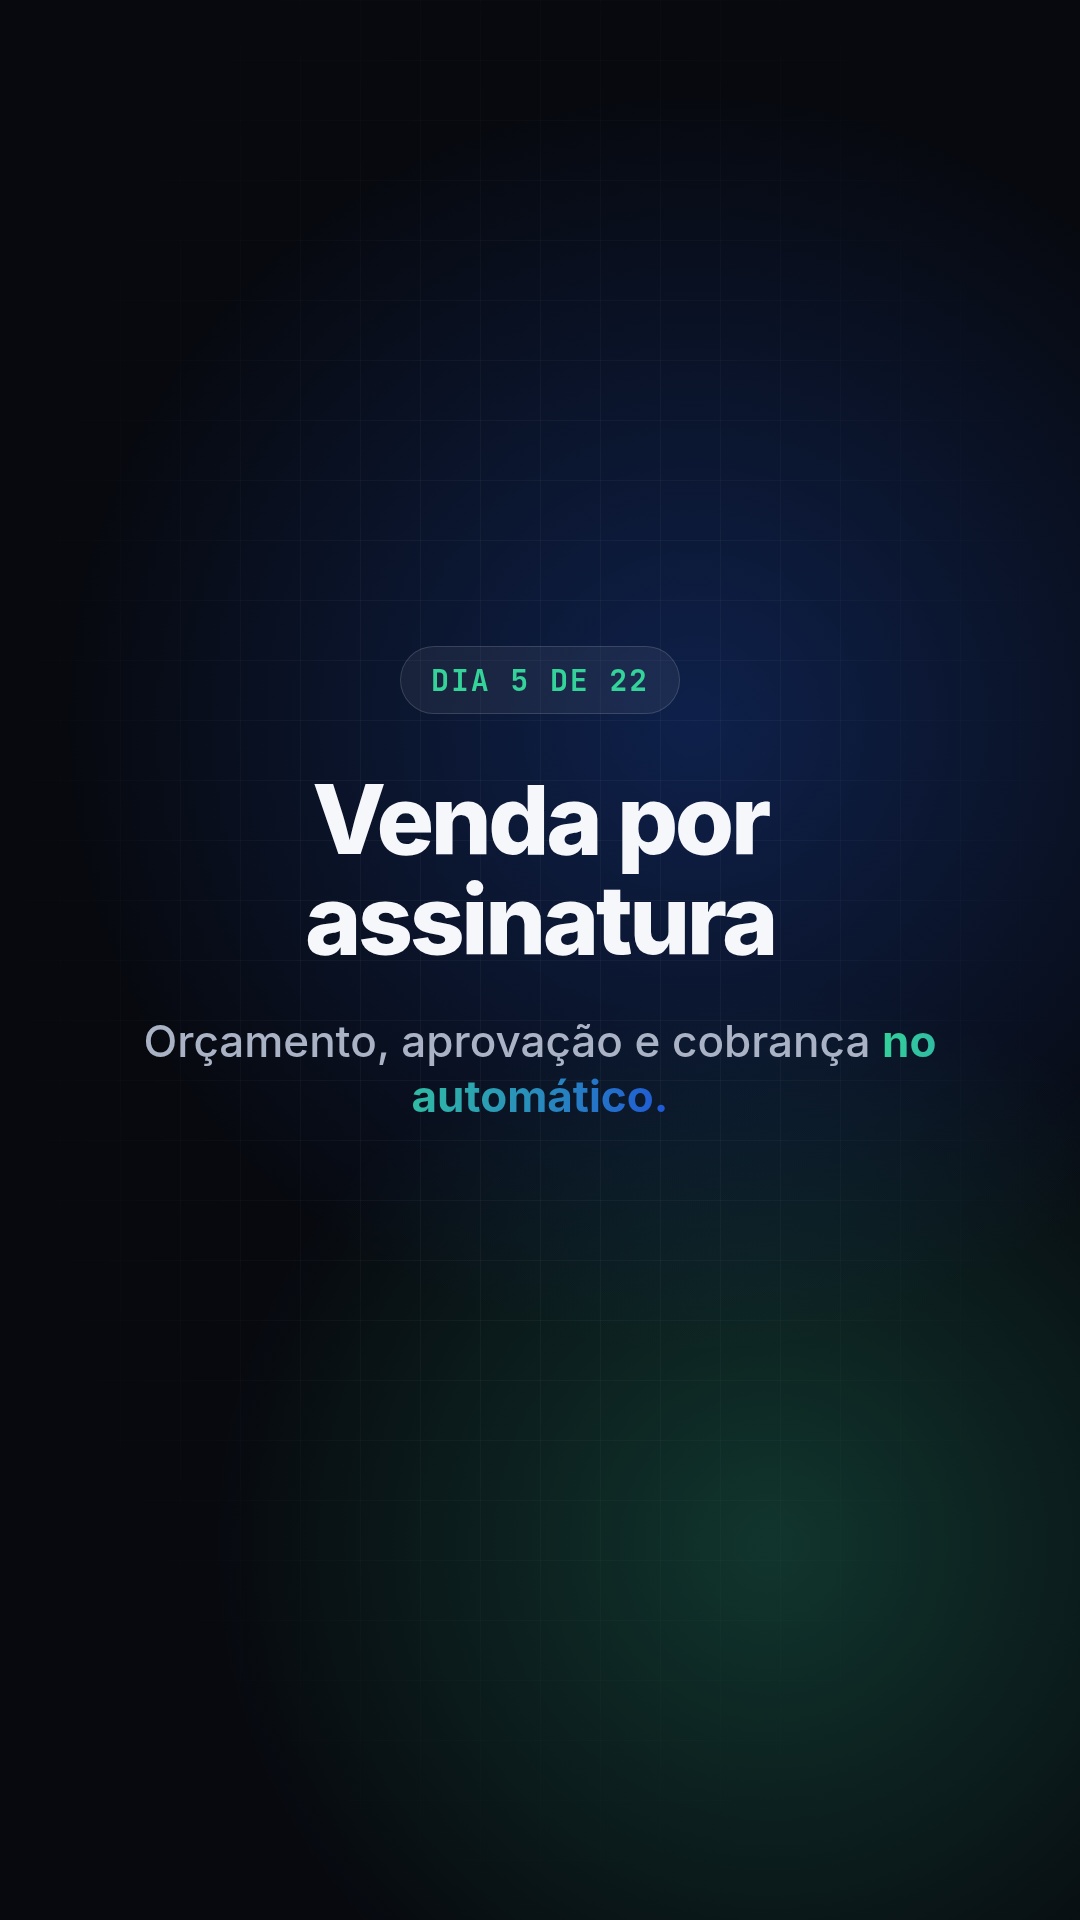 DIA 5 DE 22
Venda por
assinatura
Orçamento, aprovação e cobrança no
automático.